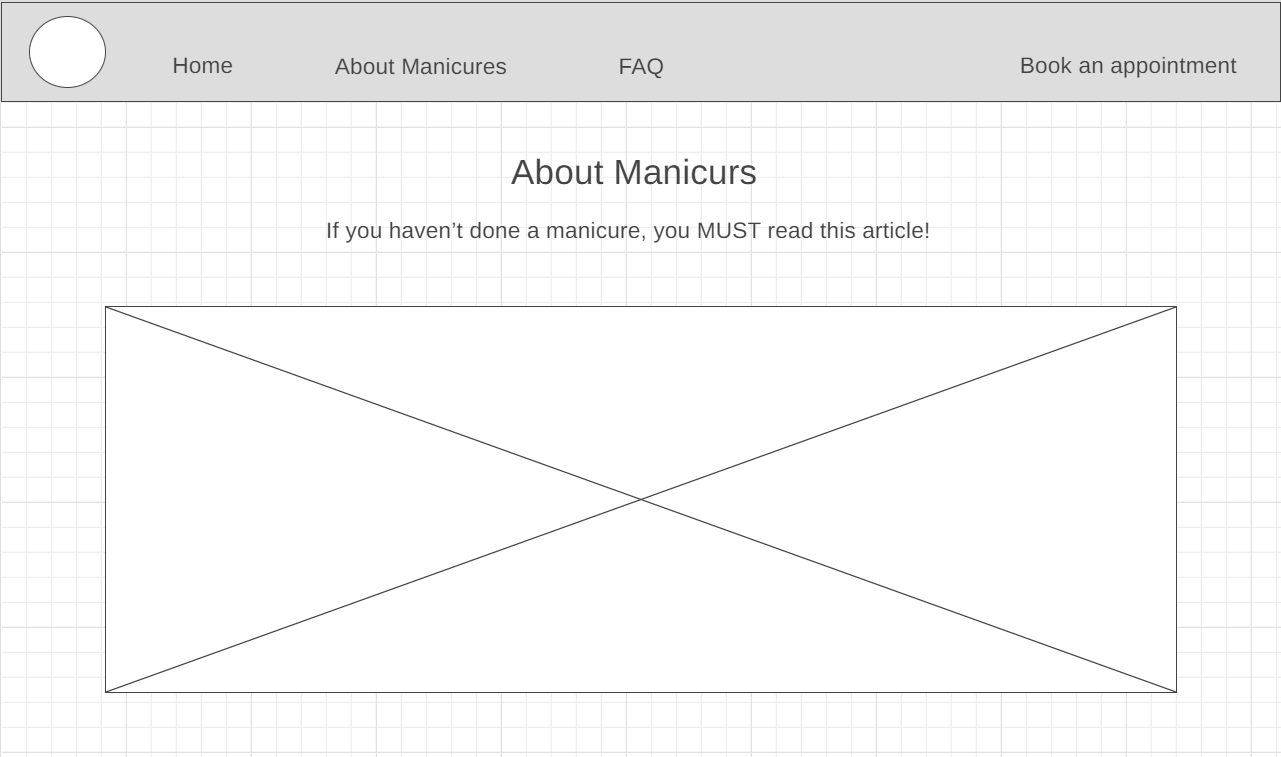 Home About Manicures FAQ Book an appointment
About Manicurs
If you haven’t done a manicure, you MUST read this article!